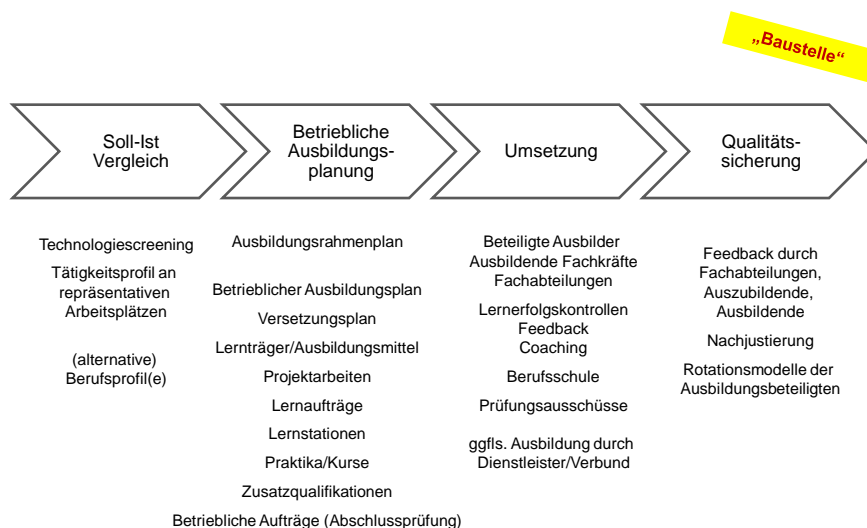 „Baustelle“
Soll-Ist
Vergleich
Betriebliche
Ausbildungs-
planung
Umsetzung
Qualitäts-
sicherung
Technologiescreening
Tätigkeitsprofil an
repräsentativen
Arbeitsplätzen
(alternative)
Berufsprofil(e)
Ausbildungsrahmenplan
Betrieblicher Ausbildungsplan
Versetzungsplan
Lernträger/Ausbildungsmittel
Projektarbeiten
Lernaufträge
Lernstationen
Praktika/Kurse
Zusatzqualifikationen
Betriebliche Aufträge (Abschlussprüfung)
Beteiligte Ausbilder
Ausbildende Fachkräfte
Fachabteilungen
Lernerfolgskontrollen
Feedback
Coaching
Berufsschule
Prüfungsausschüsse
ggfls. Ausbildung durch
Dienstleister/Verbund
Feedback durch
Fachabteilungen,
Auszubildende,
Ausbildende
Nachjustierung
Rotationsmodelle der
Ausbildungsbeteiligten